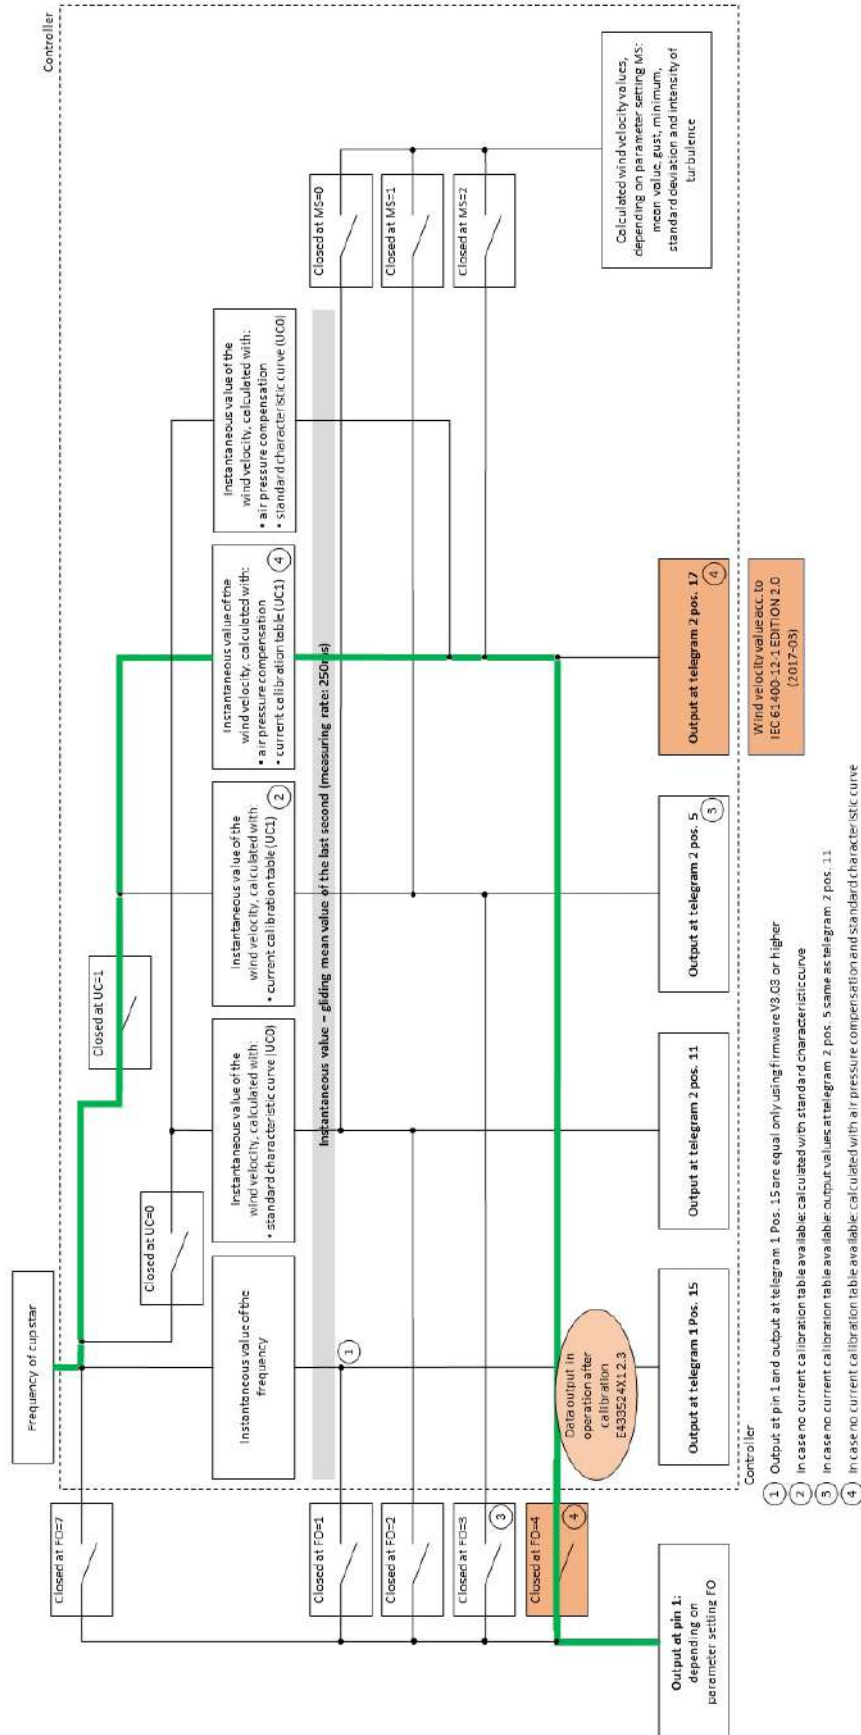 Controller
Frequency of cup star
Closed at FO=7
Closed at UC=0
Closed at UC=1
Instantaneous value of the
frequency
Instantaneous value of the
wind velocity, calculated with:
• standard characteristic curve (UC0)
Instantaneous value of the
wind velocity, calculated with:
• current calibration table (UC1)
2
Instantaneous value of the
wind velocity, calculated with:
• air pressure compensation
• current calibration table (UC1)
4
Instantaneous value of the
wind velocity, calculated with:
• air pressure compensation
• standard characteristic curve (UC0)
Instantaneous value = gliding mean value of the last second (measuring rate: 250ms)
Closed at FO=1
1
Closed at MS=0
Closed at FO=2
Closed at MS=1
Closed at FO=3
3
Closed at MS=2
Closed at FO=4
4
Data output in
operation after
calibration
E433524X1.2.3
Calculated wind velocity values,
depending on parameter setting MS:
mean value, gust, minimum,
standard deviation and intensity of
turbulence
Output at pin 1:
depending on
parameter setting FO
Output at telegram 1 Pos. 15
Output at telegram 2 pos. 11
Output at telegram 2 pos. 5
3
Output at telegram 2 pos. 17
4
Controller
Wind velocity value acc. to
IEC 61400-12-1 EDITION 2.0
(2017-03)
1 Output at pin 1 and output at telegram 1 Pos. 15 are equal only using firmware V3.03 or higher
2 In case no current calibration table available: calculated with standard characteristic curve
3 In case no current calibration table available: output values at telegram 2 pos. 5 same as telegram 2 pos. 11
4 In case no current calibration table available: calculated with air pressure compensation and standard characteristic curve